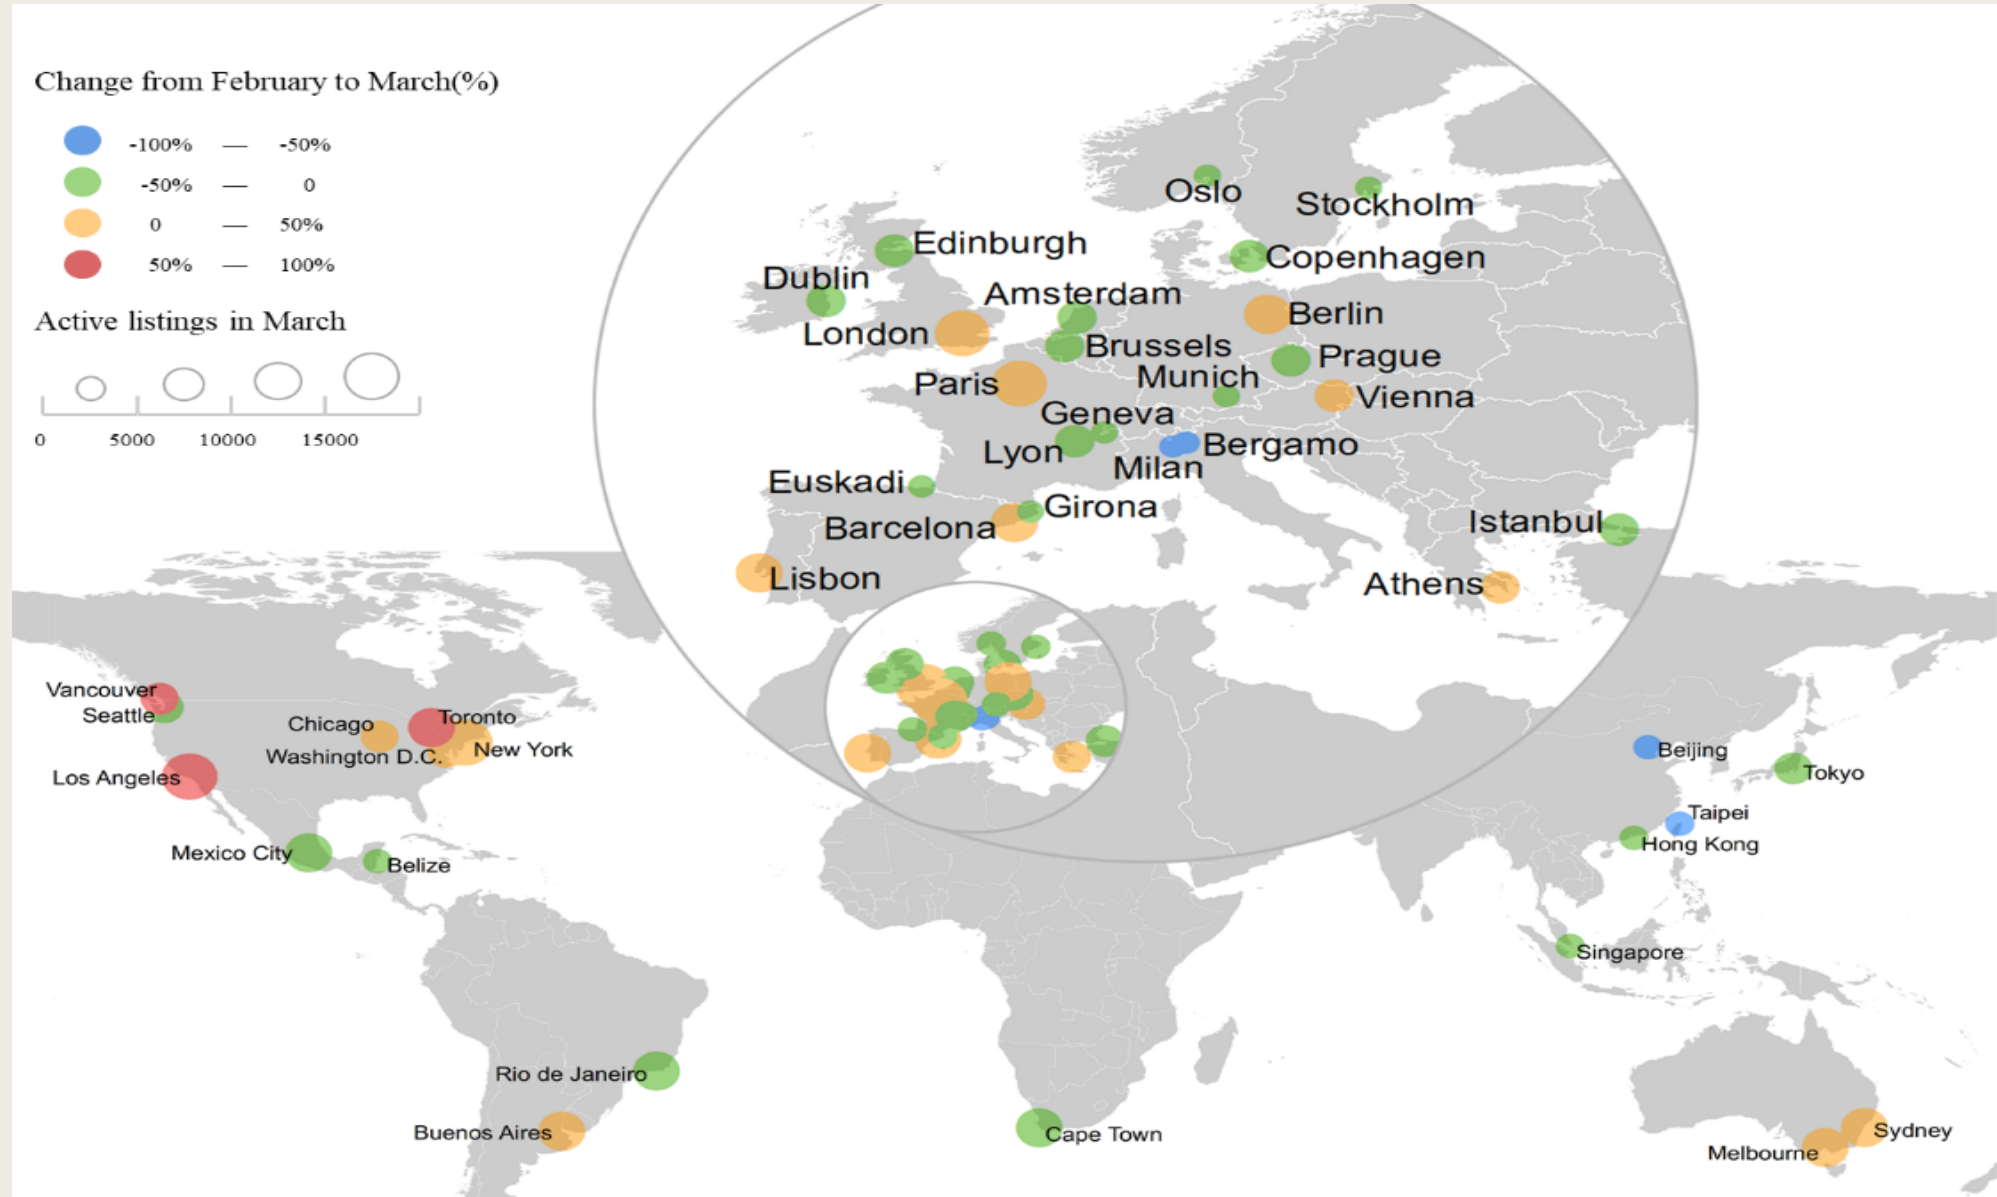 Change from February to March(%)
-100% — -50%
-50% — 0
0 — 50%
50% — 100%
Active listings in March
0 5000 10000 15000
Oslo
Stockholm
Edinburgh
Copenhagen
Dublin
Amsterdam
London
Berlin
Brussels
Prague
Paris
Munich
Vienna
Geneva
Lyon
Bergamo
Milan
Euskadi
Girona
Barcelona
Istanbul
Lisbon
Athens
Vancouver
Seattle
Chicago
Toronto
Washington D.C.
New York
Los Angeles
Mexico City
Belize
Rio de Janeiro
Buenos Aires
Cape Town
Beijing
Tokyo
Taipei
Hong Kong
Singapore
Sydney
Melbourne